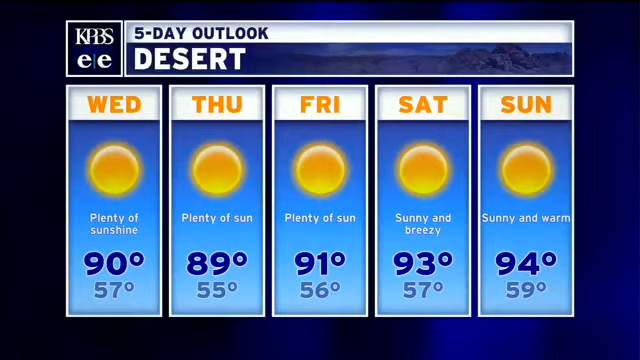 KPBS
e|e
5-DAY OUTLOOK
DESERT
WED
THU
FRI
SAT
SUN
Plenty of
sunshine
Plenty of sun
Plenty of sun
Sunny and
breezy
Sunny and warm
90°
89°
91°
93°
94°
57°
55°
56°
57°
59°